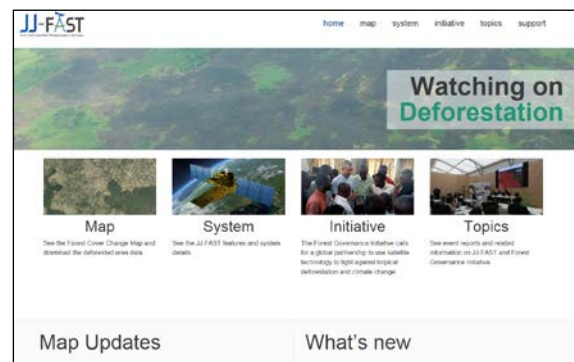 JJ-FAST
home map system initiative topics support
Watching on
Deforestation
Map
See the Forest Cover Change Map and
download the deforested area data.
System
See the JJ-FAST features and system
details.
Initiative
The Forest Governance Initiative calls
for a global partnership to use satellite
technology to fight against tropical
deforestation and climate change
Topics
See event reports and related
information on JJ-FAST and Forest
Governance Initiative.
Map Updates
What's new